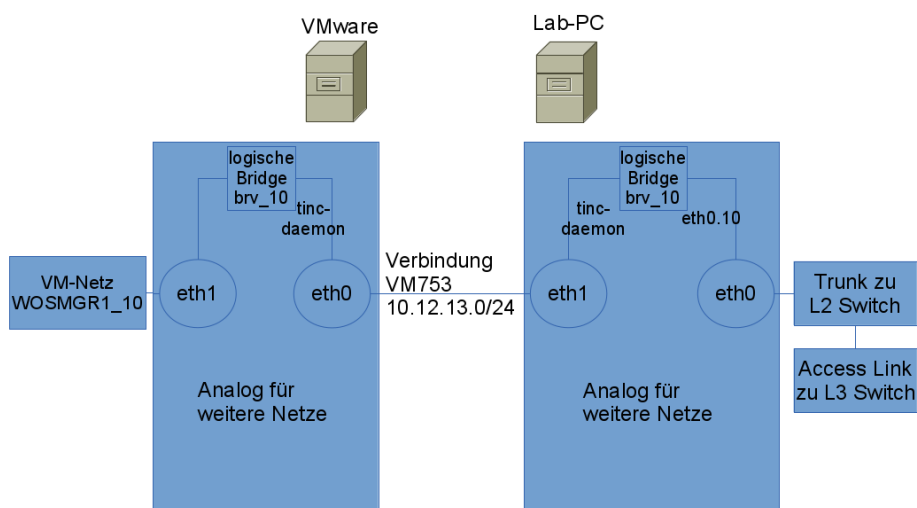 VMware
Lab-PC
logische
Bridge
brv_10
tinc-
daemon
eth1
eth0
VM-Netz
WOSMGR1_10
Analog für
weitere Netze
Verbindung
VM753
10.12.13.0/24
logische
Bridge
brv_10
tinc-
daemon
eth0.10
eth1
eth0
Analog für
weitere Netze
Trunk zu
L2 Switch
Access Link
zu L3 Switch